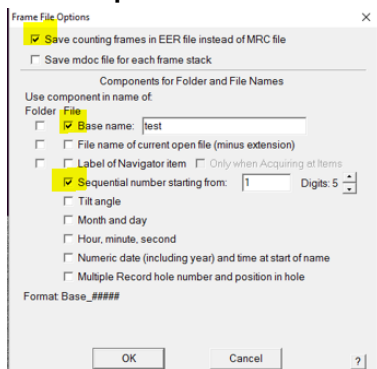 Frame File Options
Save counting frames in EER file instead of MRC file
Save mdoc file for each frame stack
Components for Folder and File Names
Use component in name of:
Folder File
Base name: test
File name of current open file (minus extension)
Label of Navigator item Only when Acquiring at Items
Sequential number starting from: 1 Digits: 5
Tilt angle
Month and day
Hour, minute, second
Numeric date (including year) and time at start of name
Multiple Record hole number and position in hole
Format: Base_#####
OK Cancel ?